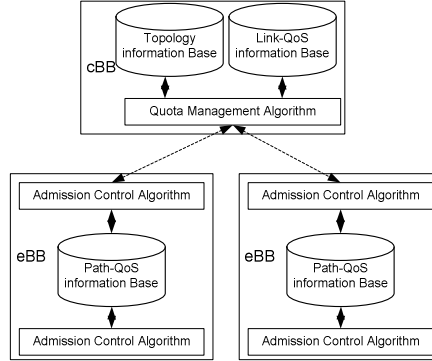 Topology
information Base
Link-QoS
information Base
cBB
Quota Management Algorithm
Admission Control Algorithm
Admission Control Algorithm
eBB
Path-QoS
information Base
eBB
Path-QoS
information Base
Admission Control Algorithm
Admission Control Algorithm